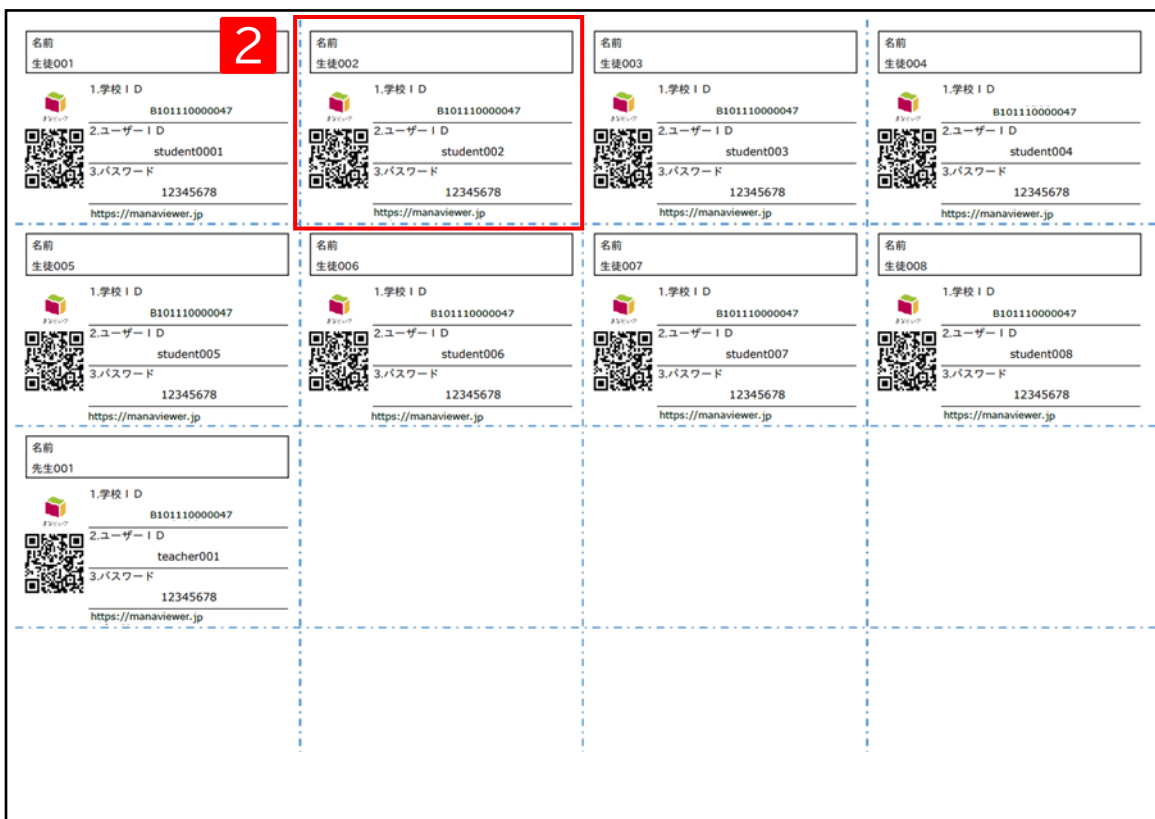 2
名前
生徒001
1.学校ID
B101110000047
2.ユーザーID
student0001
3.パスワード
12345678
https://manaviewer.jp
名前
生徒002
1.学校ID
B101110000047
2.ユーザーID
student002
3.パスワード
12345678
https://manaviewer.jp
名前
生徒003
1.学校ID
B101110000047
2.ユーザーID
student003
3.パスワード
12345678
https://manaviewer.jp
名前
生徒004
1.学校ID
B101110000047
2.ユーザーID
student004
3.パスワード
12345678
https://manaviewer.jp
名前
生徒005
1.学校ID
B101110000047
2.ユーザーID
student005
3.パスワード
12345678
https://manaviewer.jp
名前
生徒006
1.学校ID
B101110000047
2.ユーザーID
student006
3.パスワード
12345678
https://manaviewer.jp
名前
生徒007
1.学校ID
B101110000047
2.ユーザーID
student007
3.パスワード
12345678
https://manaviewer.jp
名前
生徒008
1.学校ID
B101110000047
2.ユーザーID
student008
3.パスワード
12345678
https://manaviewer.jp
名前
先生001
1.学校ID
B101110000047
2.ユーザーID
teacher001
3.パスワード
12345678
https://manaviewer.jp